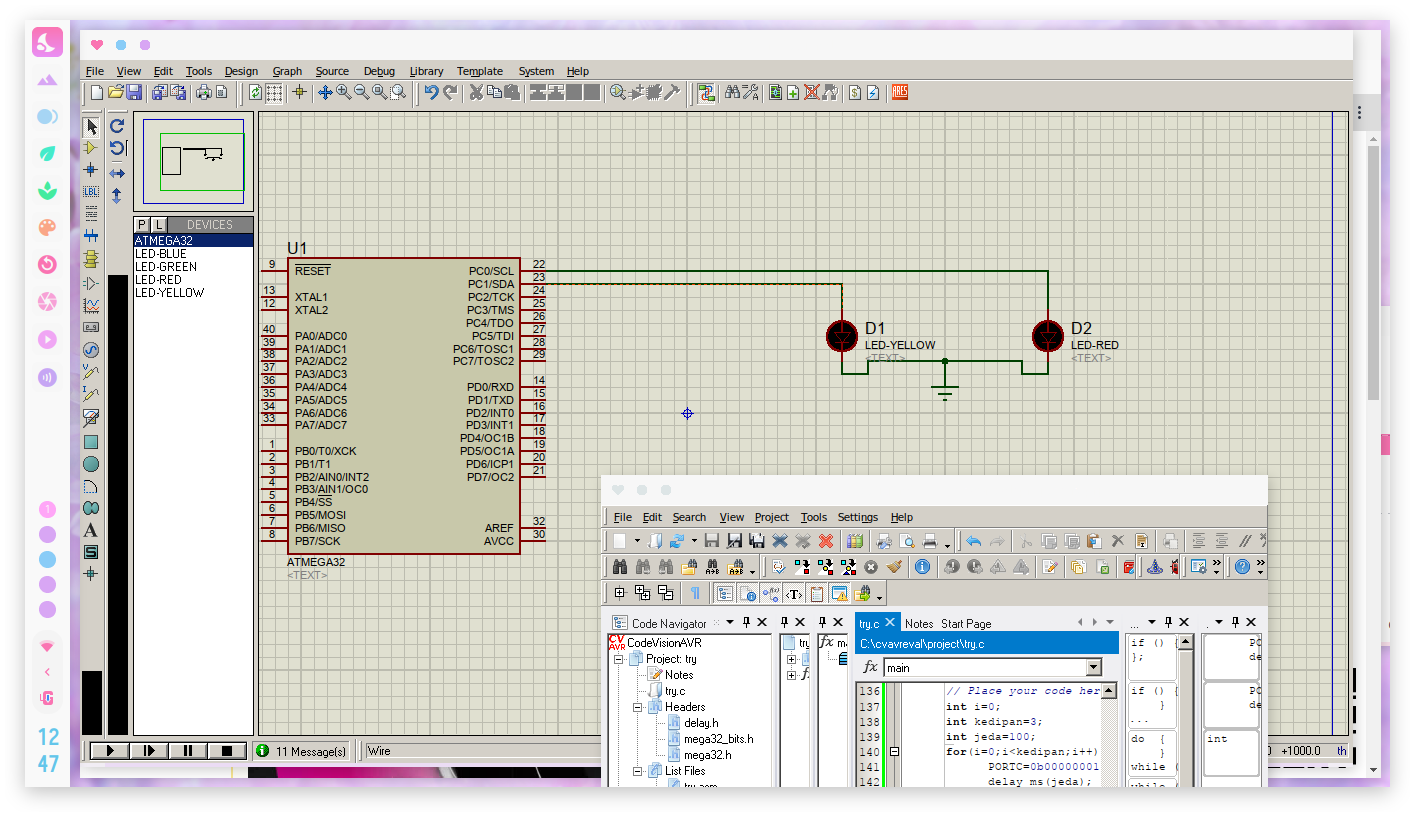 File View Edit Tools Design Graph Source Debug Library Template System Help
ARES
LBL
P L DEVICES
ATMEGA32
LED-BLUE
LED-GREEN
LED-RED
LED-YELLOW
A
S
U1
9 RESET PC0/SCL 22
PC1/SDA 23
13 XTAL1 PC2/TCK 24
12 XTAL2 PC3/TMS 25
PC4/TDO 26
40 PA0/ADC0 PC5/TDI 27
39 PA1/ADC1 PC6/TOSC1 28
38 PA2/ADC2 PC7/TOSC2 29
37 PA3/ADC3
36 PA4/ADC4 PD0/RXD 14
35 PA5/ADC5 PD1/TXD 15
34 PA6/ADC6 PD2/INT0 16
33 PA7/ADC7 PD3/INT1 17
PD4/OC1B 18
1 PB0/T0/XCK PD5/OC1A 19
2 PB1/T1 PD6/ICP1 20
3 PB2/AIN0/INT2 PD7/OC2 21
4 PB3/AIN1/OC0
5 PB4/SS
6 PB5/MOSI
7 PB6/MISO AREF 32
8 PB7/SCK AVCC 30
ATMEGA32
<TEXT>
D1
LED-YELLOW
<TEXT>
D2
LED-RED
<TEXT>
1
12
47
11 Message(s) Wire
+1000.0 th
File Edit Search View Project Tools Settings Help
Code Navigator
CodeVisionAVR
Project: try
Notes
try.c
Headers
delay.h
mega32_bits.h
mega32.h
List Files
try.c Notes Start Page
C:\cvavreval\project\try.c
main
136 // Place your code her
137 int i=0;
138 int kedipan=3;
139 int jeda=100;
140 for(i=0;i<kedipan;i++)
141 PORTC=0b00000001
142 delay_ms(jeda);
if () {
};
if () {
}
...
do {
}
while (
while (
PO
de
PO
de
int